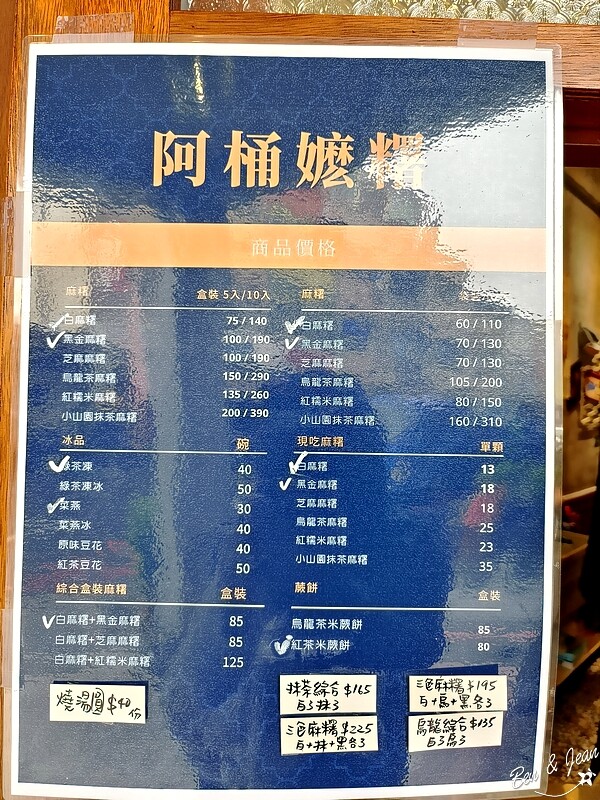 阿桶嬤糬
商品價格
麻糬 盒裝 5入/10入
白麻糬 75 / 140
黑金麻糬 100 / 190
芝麻麻糬 100 / 190
烏龍茶麻糬 150 / 290
紅糯米麻糬 135 / 260
小山園抹茶麻糬 200 / 390
麻糬
白麻糬 60 / 110
黑金麻糬 70 / 130
芝麻麻糬 70 / 130
烏龍茶麻糬 105 / 200
紅糯米麻糬 80 / 150
小山園抹茶麻糬 160 / 310
冰品 碗
綠茶凍 40
綠茶凍冰 50
菜燕 30
菜燕冰 40
原味豆花 40
紅茶豆花 50
現吃麻糬 單顆
白麻糬 13
黑金麻糬 18
芝麻麻糬 18
烏龍茶麻糬 25
紅糯米麻糬 23
小山園抹茶麻糬 35
綜合盒裝麻糬 盒裝
白麻糬+黑金麻糬 85
白麻糬+芝麻麻糬 85
白麻糬+紅糯米麻糬 125
蕨餅 盒裝
烏龍茶米蕨餅 85
紅茶米蕨餅 80
燒湯圓$40份
抹茶綜合$165
白3抹3
三色麻糬$195
白+烏+黑各3
三色麻糬$225
白+抹+黑各3
烏龍綜合$135
白3烏3
Ben & Jean